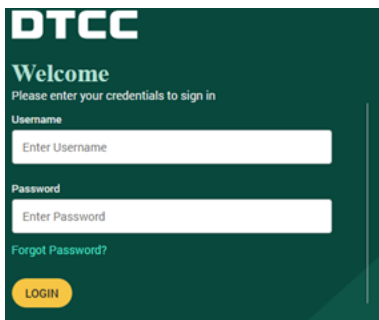 DTCC
Welcome
Please enter your credentials to sign in
Username
Enter Username
Password
Enter Password
Forgot Password?
LOGIN